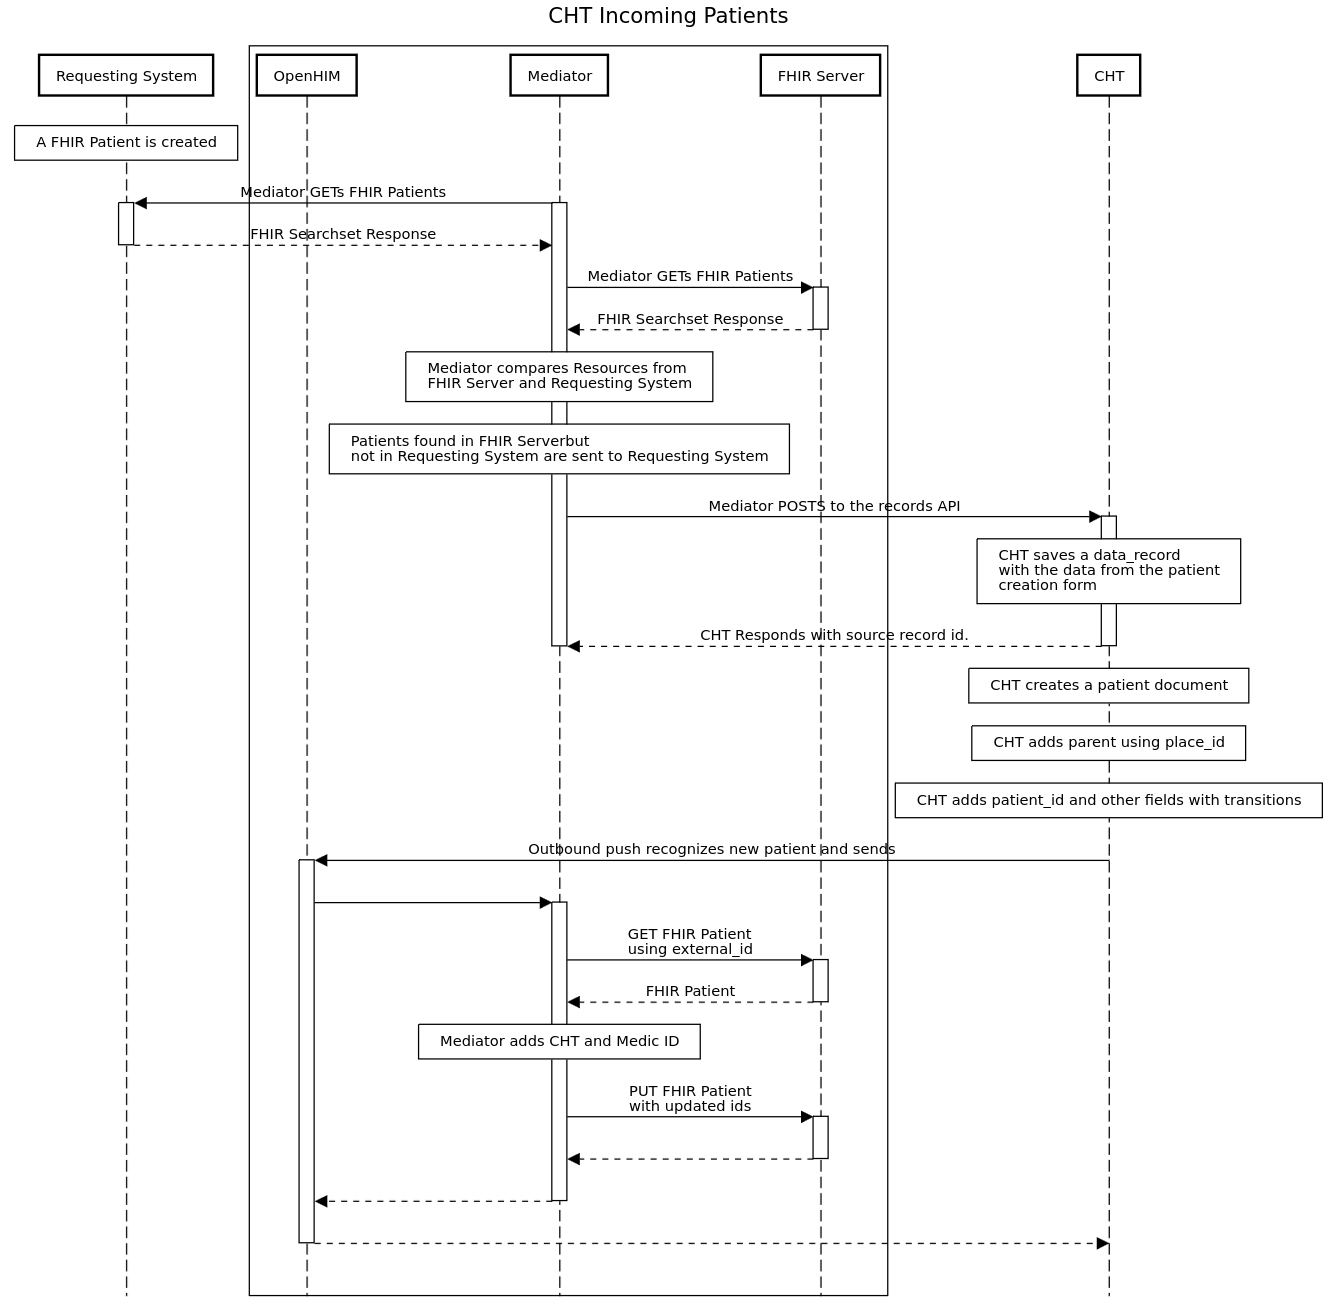 CHT Incoming Patients
Requesting System
OpenHIM
Mediator
FHIR Server
CHT
A FHIR Patient is created
Mediator GETs FHIR Patients
FHIR Searchset Response
Mediator GETs FHIR Patients
FHIR Searchset Response
Mediator compares Resources from
FHIR Server and Requesting System
Patients found in FHIR Serverbut
not in Requesting System are sent to Requesting System
Mediator POSTS to the records API
CHT saves a data_record
with the data from the patient
creation form
CHT Responds with source record id.
CHT creates a patient document
CHT adds parent using place_id
CHT adds patient_id and other fields with transitions
Outbound push recognizes new patient and sends
GET FHIR Patient
using external_id
FHIR Patient
Mediator adds CHT and Medic ID
PUT FHIR Patient
with updated ids